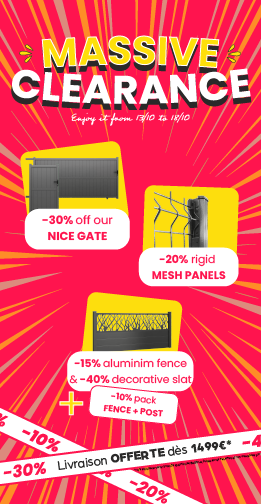 MASSIVE
CLEARANCE
Enjoy it from 13/10 to 18/10
-30% off our
NICE GATE
-20% rigid
MESH PANELS
-15% aluminim fence
& -40% decorative slat
+
-10% pack
FENCE + POST
%
-10%
-4
-30%
Livraison OFFERTE dès 1499€*
-20%